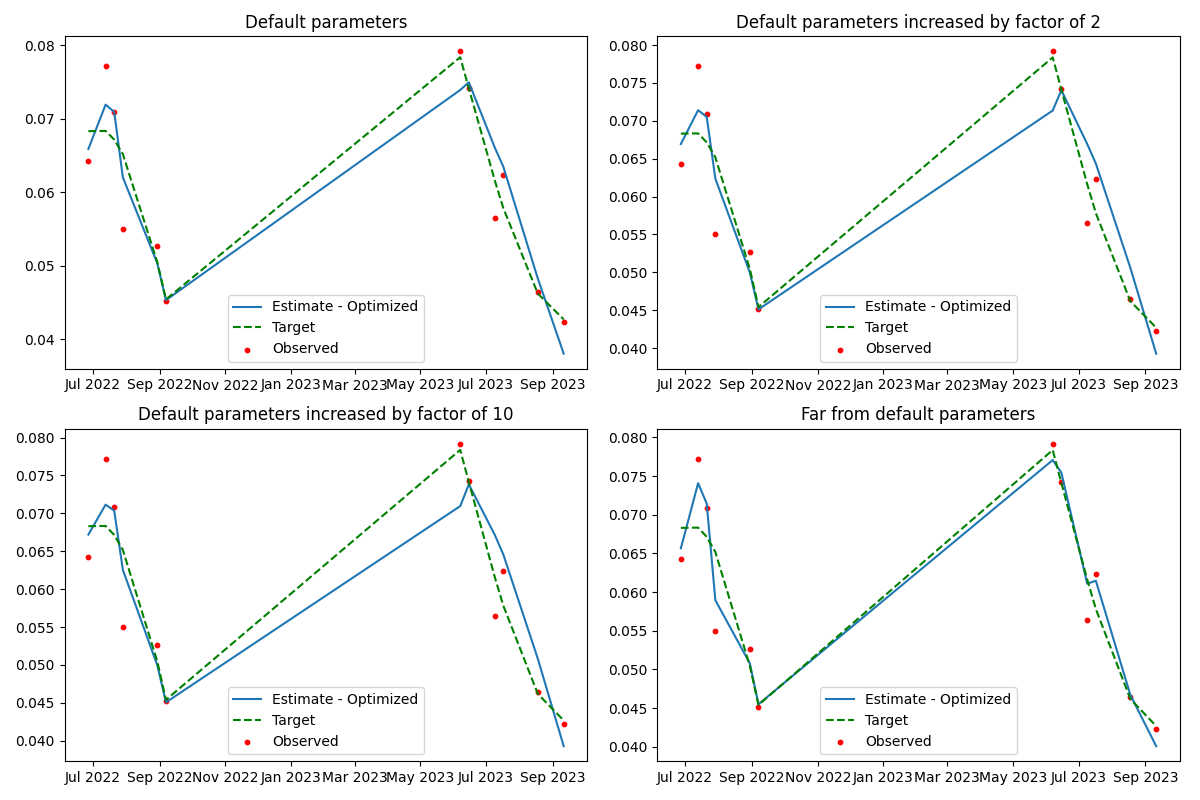 Default parameters
0.08
0.07
0.06
0.05
0.04
Jul 2022 Sep 2022 Nov 2022 Jan 2023 Mar 2023 May 2023 Jul 2023 Sep 2023
Estimate - Optimized
Target
Observed
Default parameters increased by factor of 2
0.080
0.075
0.070
0.065
0.060
0.055
0.050
0.045
0.040
Jul 2022 Sep 2022 Nov 2022 Jan 2023 Mar 2023 May 2023 Jul 2023 Sep 2023
Estimate - Optimized
Target
Observed
Default parameters increased by factor of 10
0.080
0.075
0.070
0.065
0.060
0.055
0.050
0.045
0.040
Jul 2022 Sep 2022 Nov 2022 Jan 2023 Mar 2023 May 2023 Jul 2023 Sep 2023
Estimate - Optimized
Target
Observed
Far from default parameters
0.080
0.075
0.070
0.065
0.060
0.055
0.050
0.045
0.040
Jul 2022 Sep 2022 Nov 2022 Jan 2023 Mar 2023 May 2023 Jul 2023 Sep 2023
Estimate - Optimized
Target
Observed